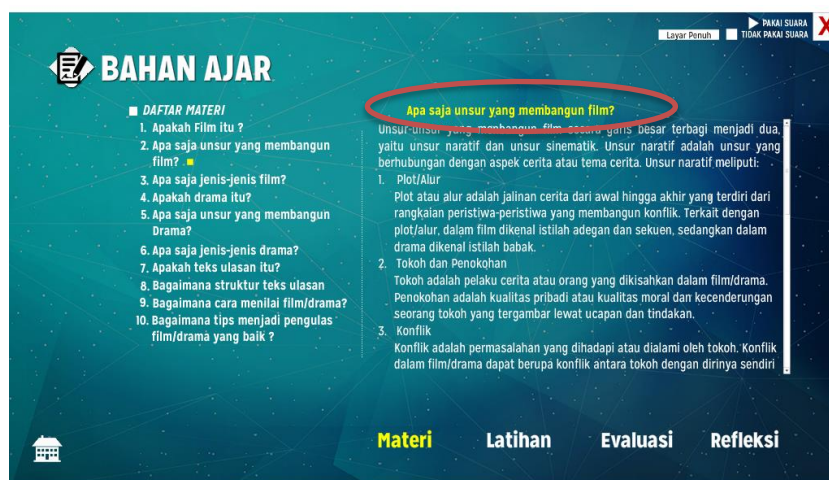 PAKAI SUARA
Layar Penuh
TIDAK PAKAI SUARA
X
BAHAN AJAR
DAFTAR MATERI
1. Apakah Film itu ?
2. Apa saja unsur yang membangun
film?
3. Apa saja jenis-jenis film?
4. Apakah drama itu?
5. Apa saja unsur yang membangun
Drama?
6. Apa saja jenis-jenis drama?
7. Apakah teks ulasan itu?
8. Bagaimana struktur teks ulasan
9. Bagaimana cara menilai film/drama?
10. Bagaimana tips menjadi pengulas
film/drama yang baik ?
Apa saja unsur yang membangun film?
Unsur-unsur yang membangun film secara garis besar terbagi menjadi dua,
yaitu unsur naratif dan unsur sinematik. Unsur naratif adalah unsur yang
berhubungan dengan aspek cerita atau tema cerita. Unsur naratif meliputi:
1. Plot/Alur
Plot atau alur adalah jalinan cerita dari awal hingga akhir yang terdiri dari
rangkaian peristiwa-peristiwa yang membangun konflik. Terkait dengan
plot/alur, dalam film dikenal istilah adegan dan sekuen, sedangkan dalam
drama dikenal istilah babak.
2. Tokoh dan Penokohan
Tokoh adalah pelaku cerita atau orang yang dikisahkan dalam film/drama.
Penokohan adalah kualitas pribadi atau kualitas moral dan kecenderungan
seorang tokoh yang tergambar lewat ucapan dan tindakan.
3. Konflik
Konflik adalah permasalahan yang dihadapi atau dialami oleh tokoh. Konflik
dalam film/drama dapat berupa konflik antara tokoh dengan dirinya sendiri
Materi
Latihan
Evaluasi
Refleksi